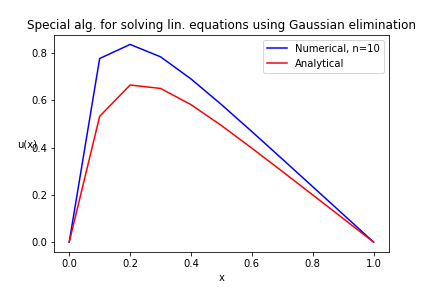 Special alg. for solving lin. equations using Gaussian elimination
Numerical, n=10
Analytical
0.8
0.6
u(x)
0.4
0.2
0.0
0.0 0.2 0.4 0.6 0.8 1.0
x